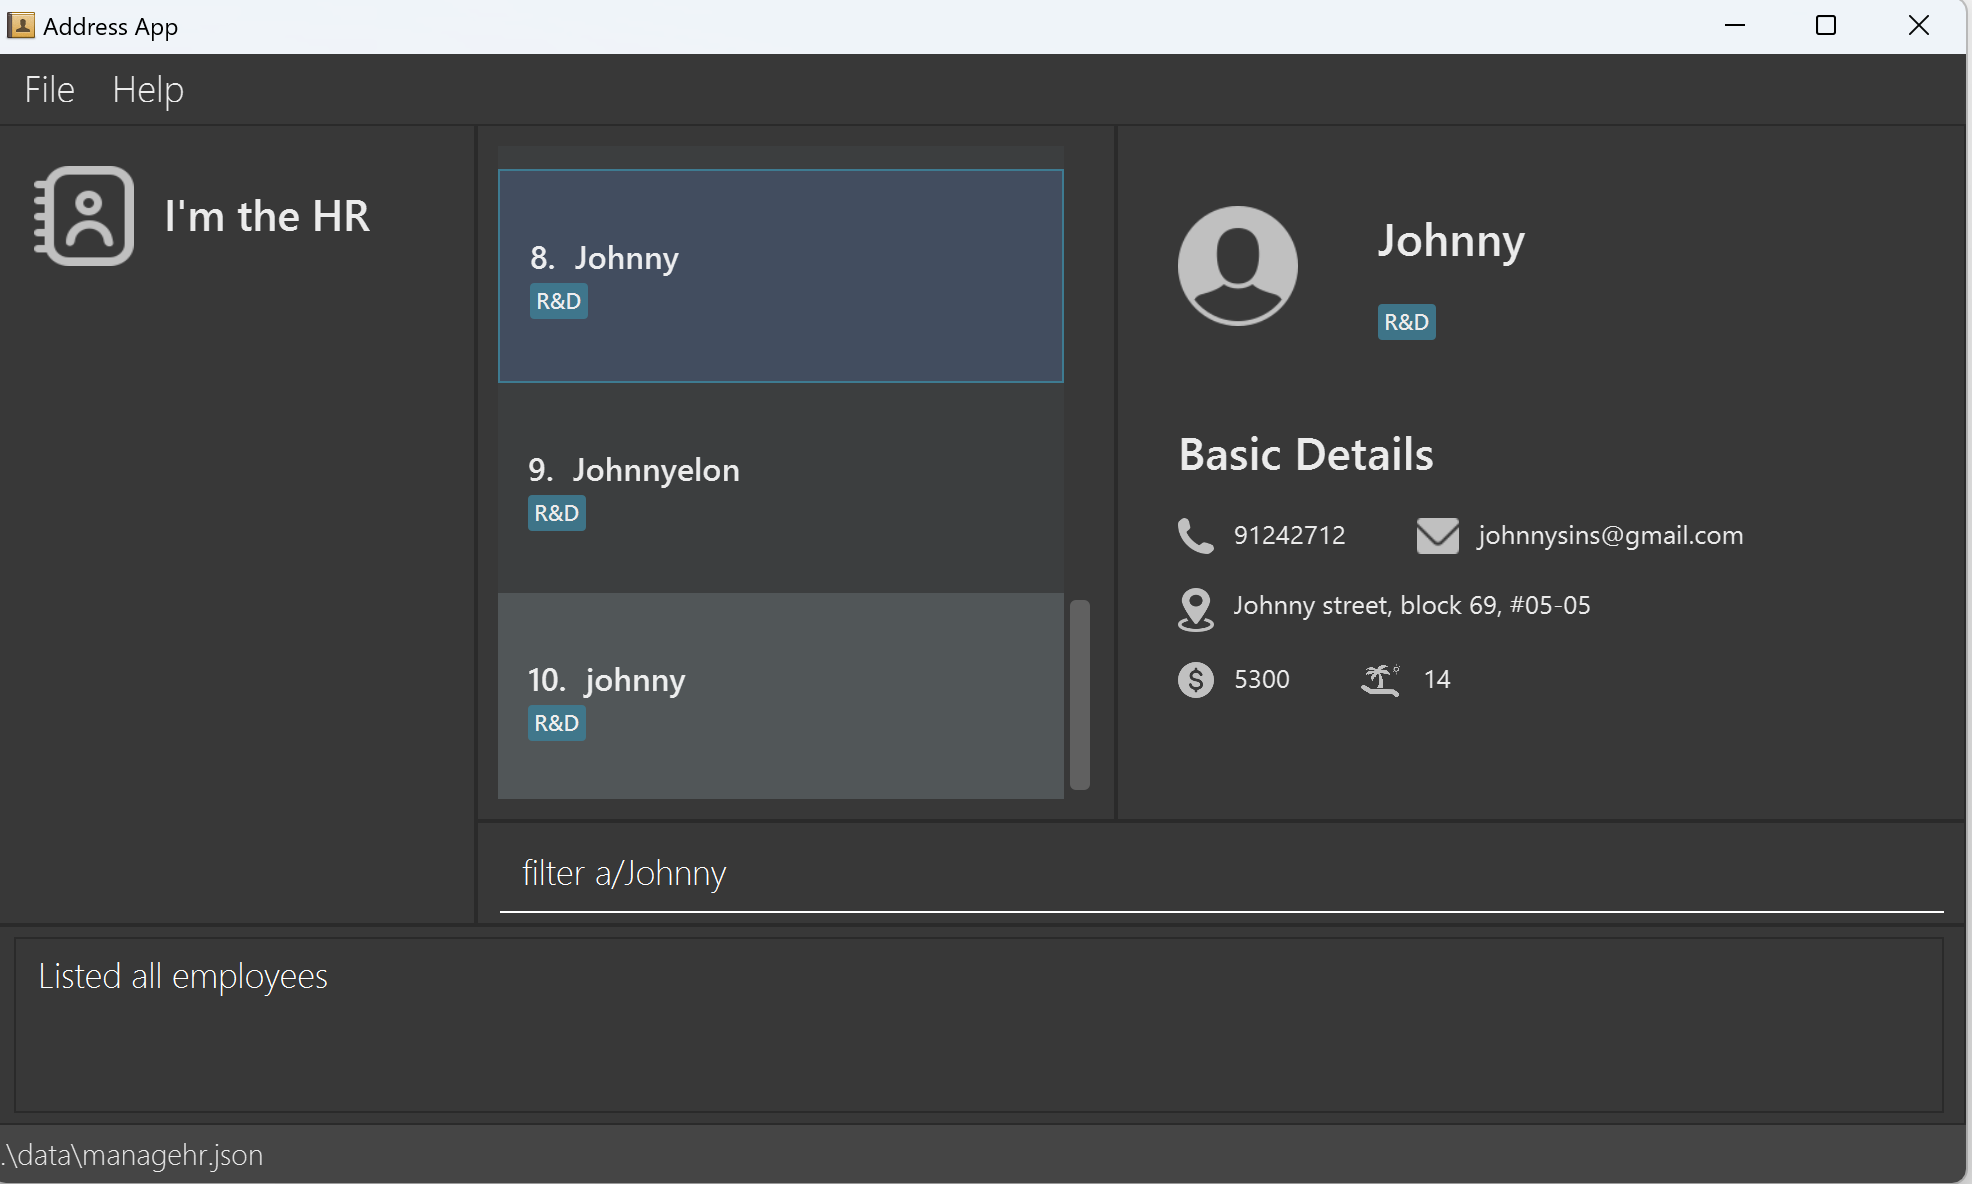 Address App
File Help
I'm the HR
8. Johnny
R&D
9. Johnnyelon
R&D
10. johnny
R&D
Johnny
R&D
Basic Details
91242712 johnnysins@gmail.com
Johnny street, block 69, #05-05
5300 14
filter a/Johnny
Listed all employees
.\data\managehr.json